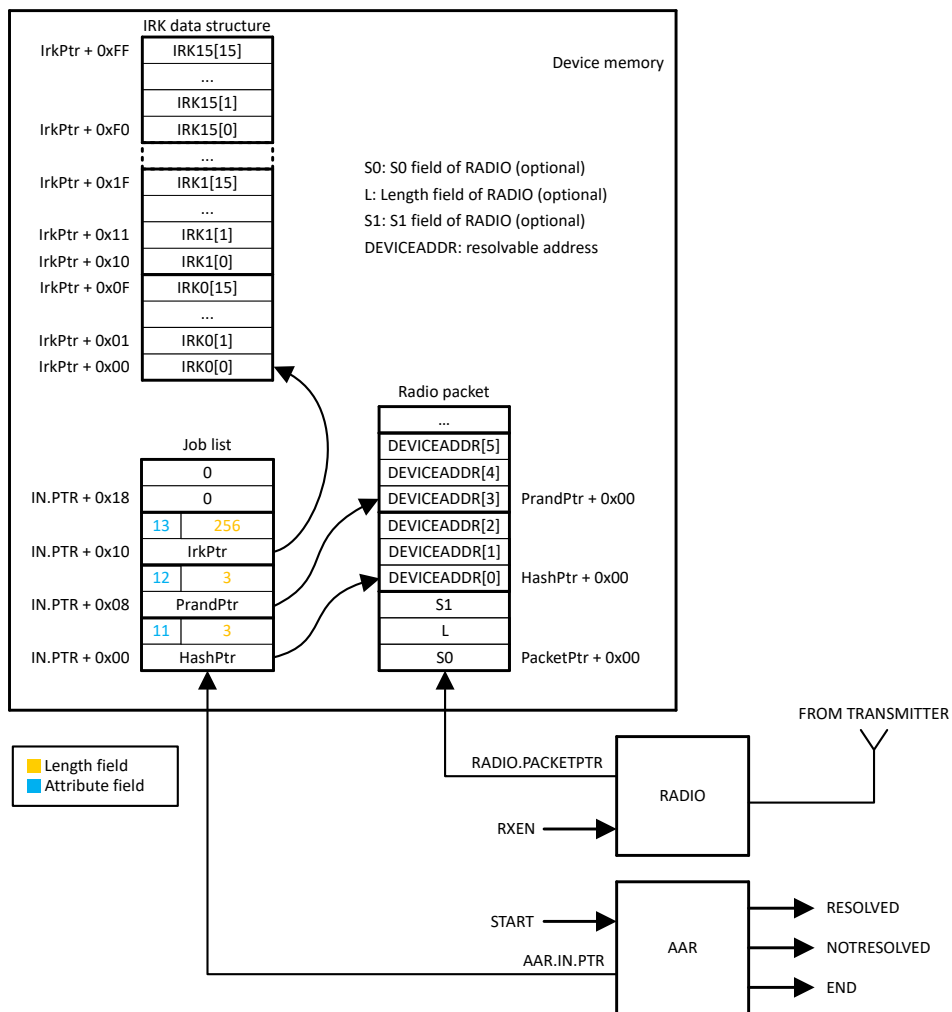 IRK data structure
IrkPtr + 0xFF IRK15[15]
Device memory
...
IRK15[1]
IrkPtr + 0xF0 IRK15[0]
...
IrkPtr + 0x1F IRK1[15]
...
IrkPtr + 0x11 IRK1[1]
IrkPtr + 0x10 IRK1[0]
IrkPtr + 0x0F IRK0[15]
...
IrkPtr + 0x01 IRK0[1]
IrkPtr + 0x00 IRK0[0]
S0: S0 field of RADIO (optional)
L: Length field of RADIO (optional)
S1: S1 field of RADIO (optional)
DEVICEADDR: resolvable address
Job list
0
IN.PTR + 0x18 0
13 256
IN.PTR + 0x10 IrkPtr
12 3
IN.PTR + 0x08 PrandPtr
11 3
IN.PTR + 0x00 HashPtr
Radio packet
...
DEVICEADDR[5]
DEVICEADDR[4]
DEVICEADDR[3] PrandPtr + 0x00
DEVICEADDR[2]
DEVICEADDR[1]
DEVICEADDR[0] HashPtr + 0x00
S1
L
S0 PacketPtr + 0x00
FROM TRANSMITTER
Length field
Attribute field
RADIO.PACKETPTR
RADIO
RXEN
START
AAR.IN.PTR
AAR
RESOLVED
NOTRESOLVED
END